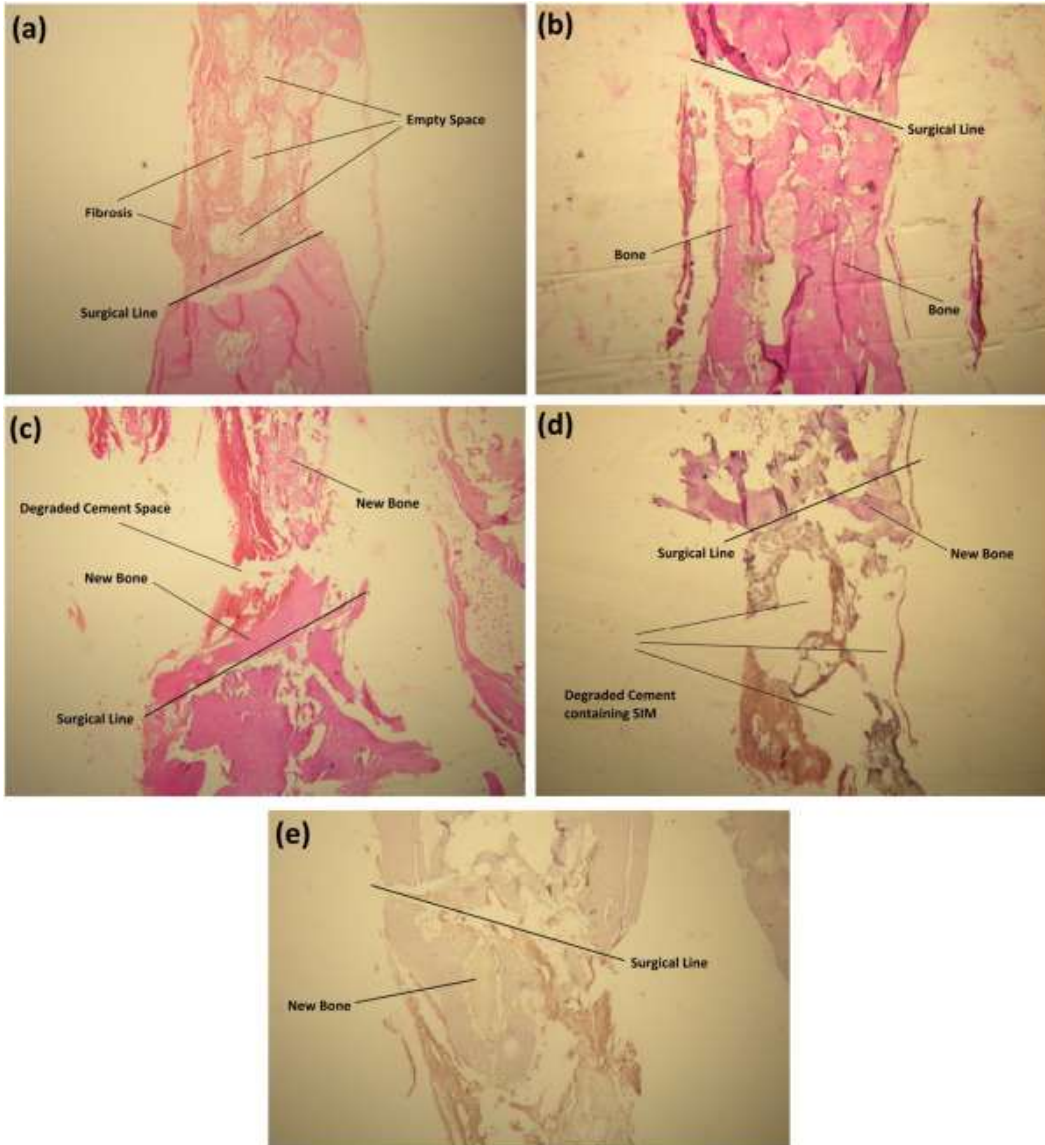 (a)
Empty Space
Fibrosis
Surgical Line
(b)
Surgical Line
Bone
Bone
(c)
New Bone
Degraded Cement Space
New Bone
Surgical Line
(d)
Surgical Line
New Bone
Degraded Cement
containing SIM
(e)
Surgical Line
New Bone